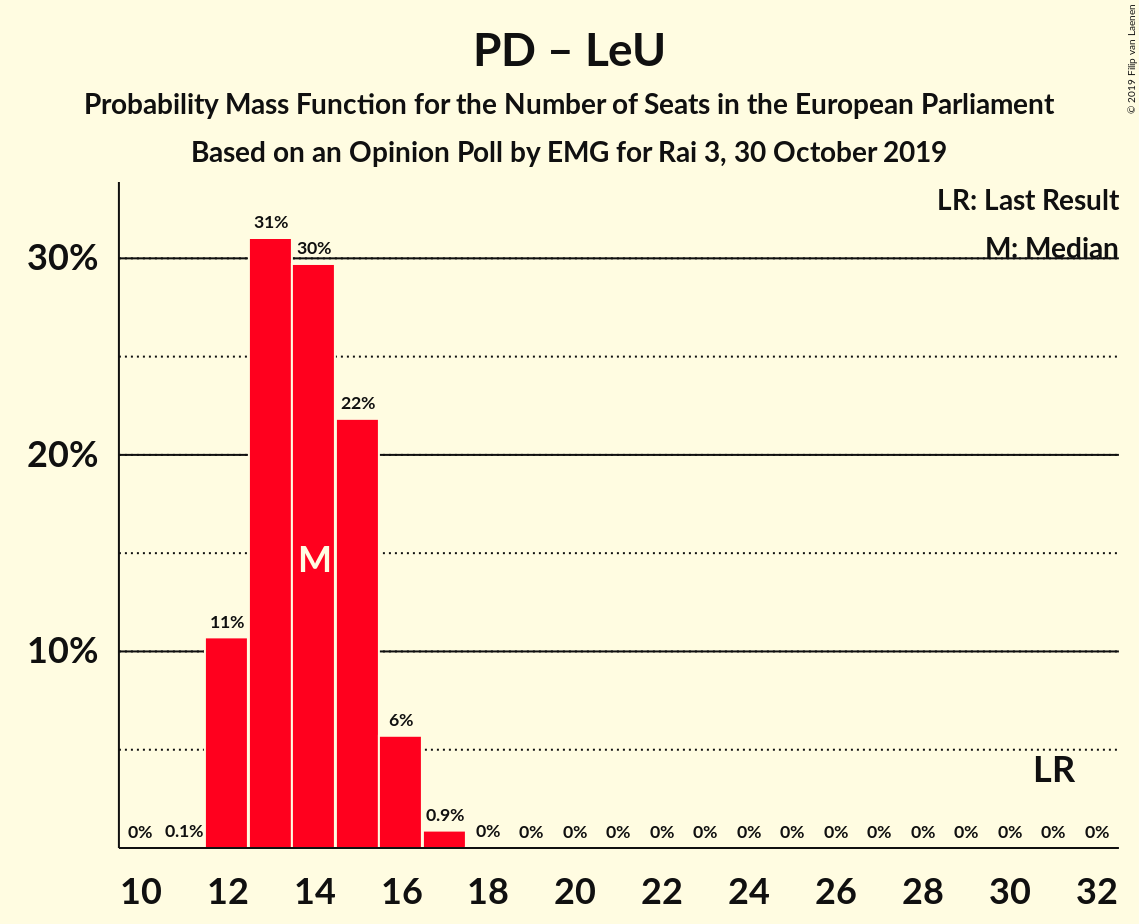 PD – LeU
Probability Mass Function for the Number of Seats in the European Parliament
Based on an Opinion Poll by EMG for Rai 3, 30 October 2019
© 2019 Filip van Laenen
LR: Last Result
M: Median
30%
20%
10%
31%
30%
22%
11%
6%
0.9%
0% 0.1%
0% 0% 0% 0% 0% 0% 0% 0% 0% 0% 0% 0% 0% 0% 0%
M
LR
10 12 14 16 18 20 22 24 26 28 30 32